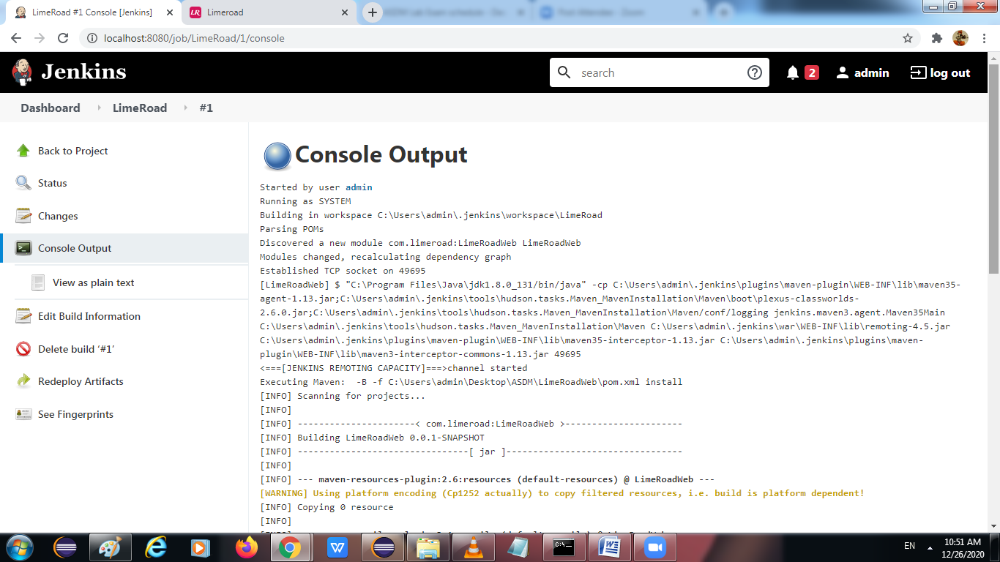 LimeRoad #1 Console [Jenkins]
LR Limeroad
localhost:8080/job/LimeRoad/1/console
Jenkins
search
2
admin
log out
Dashboard
LimeRoad
#1
Back to Project
Status
Changes
Console Output
View as plain text
Edit Build Information
Delete build ‘#1’
Redeploy Artifacts
See Fingerprints
Console Output
Started by user admin
Running as SYSTEM
Building in workspace C:\Users\admin\.jenkins\workspace\LimeRoad
Parsing POMs
Discovered a new module com.limeroad:LimeRoadWeb LimeRoadWeb
Modules changed, recalculating dependency graph
Established TCP socket on 49695
[LimeRoadWeb] $ "C:\Program Files\Java\jdk1.8.0_131/bin/java" -cp C:\Users\admin\.jenkins\plugins\maven-plugin\WEB-INF\lib\maven35-
agent-1.13.jar;C:\Users\admin\.jenkins\tools\hudson.tasks.Maven_MavenInstallation\Maven\boot\plexus-classworlds-
2.6.0.jar;C:\Users\admin\.jenkins\tools\hudson.tasks.Maven_MavenInstallation\Maven/conf/logging jenkins.maven3.agent.Maven35Main
C:\Users\admin\.jenkins\tools\hudson.tasks.Maven_MavenInstallation\Maven C:\Users\admin\.jenkins\war\WEB-INF\lib\remoting-4.5.jar
C:\Users\admin\.jenkins\plugins\maven-plugin\WEB-INF\lib\maven35-interceptor-1.13.jar C:\Users\admin\.jenkins\plugins\maven-
plugin\WEB-INF\lib\maven3-interceptor-commons-1.13.jar 49695
<===[JENKINS REMOTING CAPACITY]===>channel started
Executing Maven:  -B -f C:\Users\admin\Desktop\ASDM\LimeRoadWeb\pom.xml install
[INFO] Scanning for projects...
[INFO]
[INFO] ----------------------< com.limeroad:LimeRoadWeb >----------------------
[INFO] Building LimeRoadWeb 0.0.1-SNAPSHOT
[INFO] --------------------------------[ jar ]---------------------------------
[INFO]
[INFO] --- maven-resources-plugin:2.6:resources (default-resources) @ LimeRoadWeb ---
[WARNING] Using platform encoding (Cp1252 actually) to copy filtered resources, i.e. build is platform dependent!
[INFO] Copying 0 resource
[INFO]
EN
10:51 AM
12/26/2020